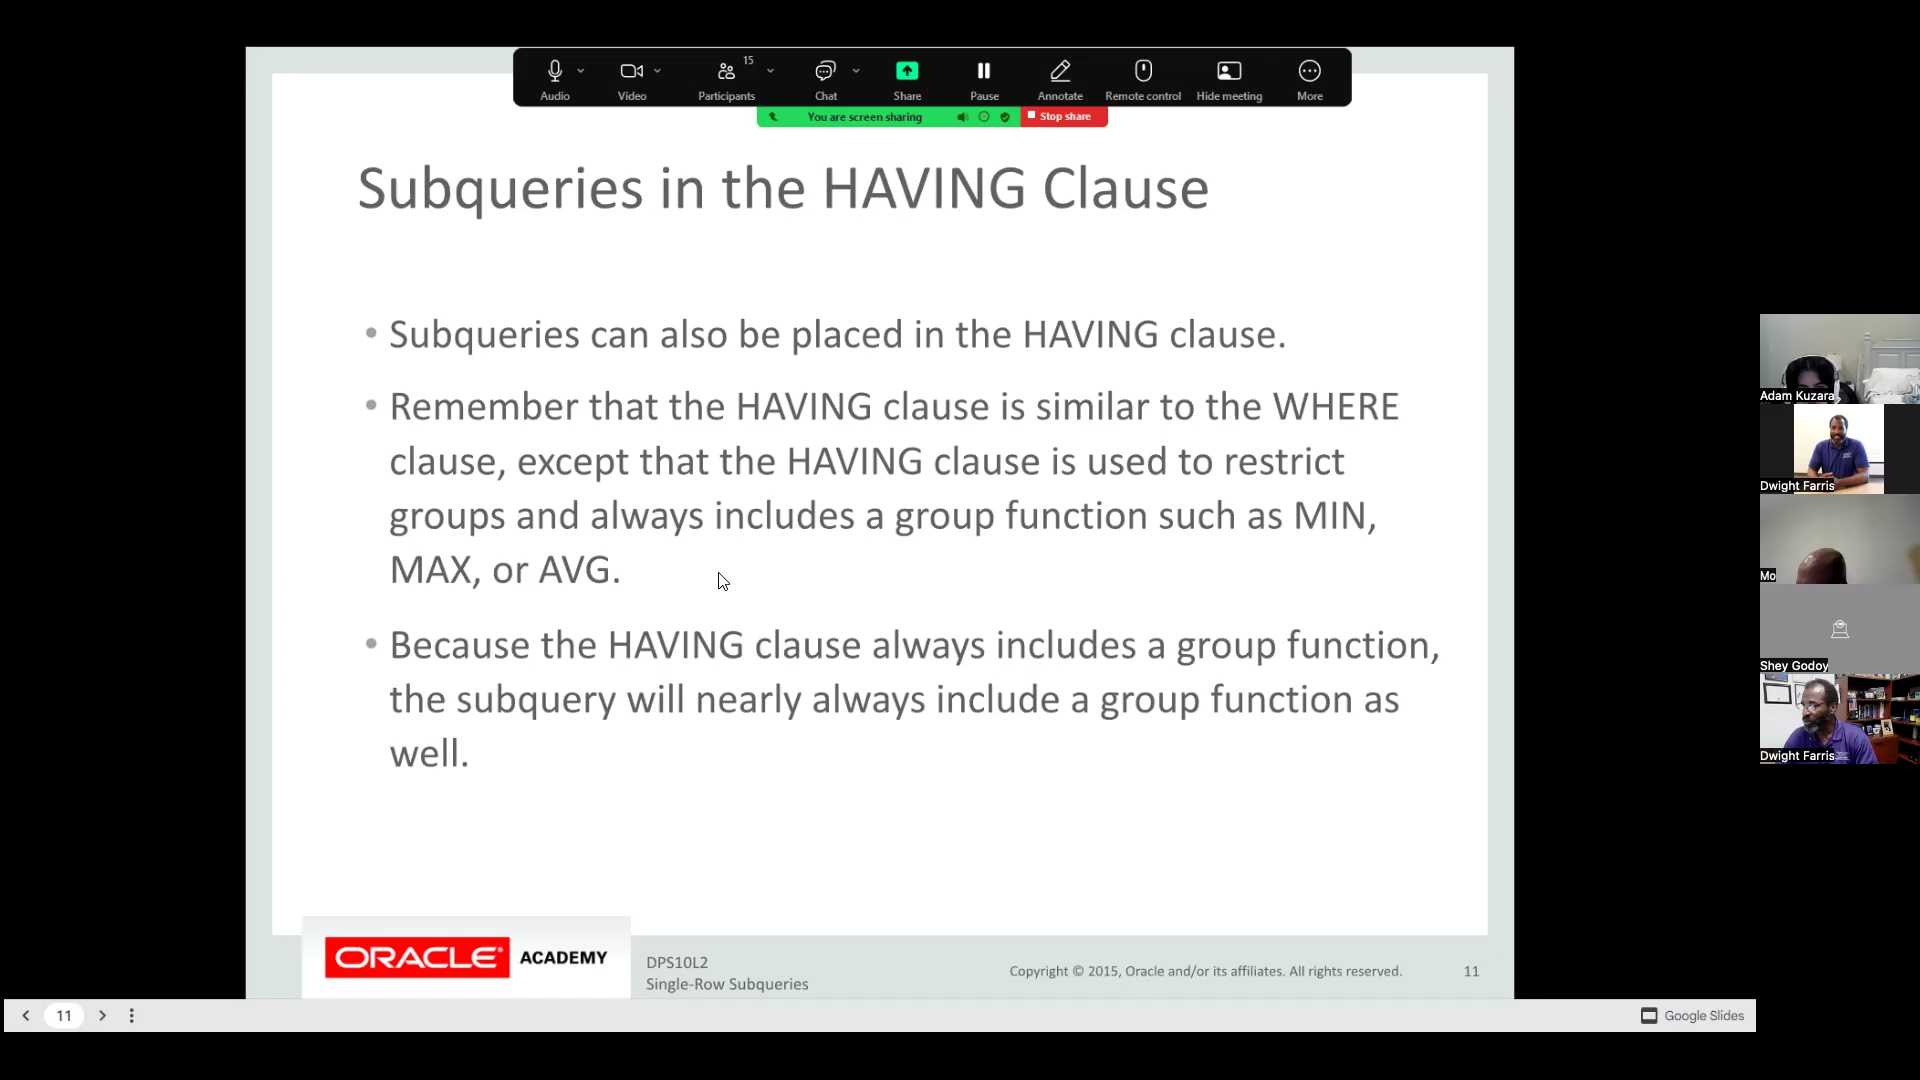 15
Audio
Video
Participants
Chat
Share
Pause
Annotate
Remote control
Hide meeting
More
You are screen sharing
Stop share
Subqueries in the HAVING Clause
• Subqueries can also be placed in the HAVING clause.
• Remember that the HAVING clause is similar to the WHERE
clause, except that the HAVING clause is used to restrict
groups and always includes a group function such as MIN,
MAX, or AVG.
• Because the HAVING clause always includes a group function,
the subquery will nearly always include a group function as
well.
Adam Kuzara
Dwight Farris
Mo
Shey Godoy
Dwight Farris
ORACLE® ACADEMY
DPS10L2
Single-Row Subqueries
Copyright © 2015, Oracle and/or its affiliates. All rights reserved.
11
11
Google Slides